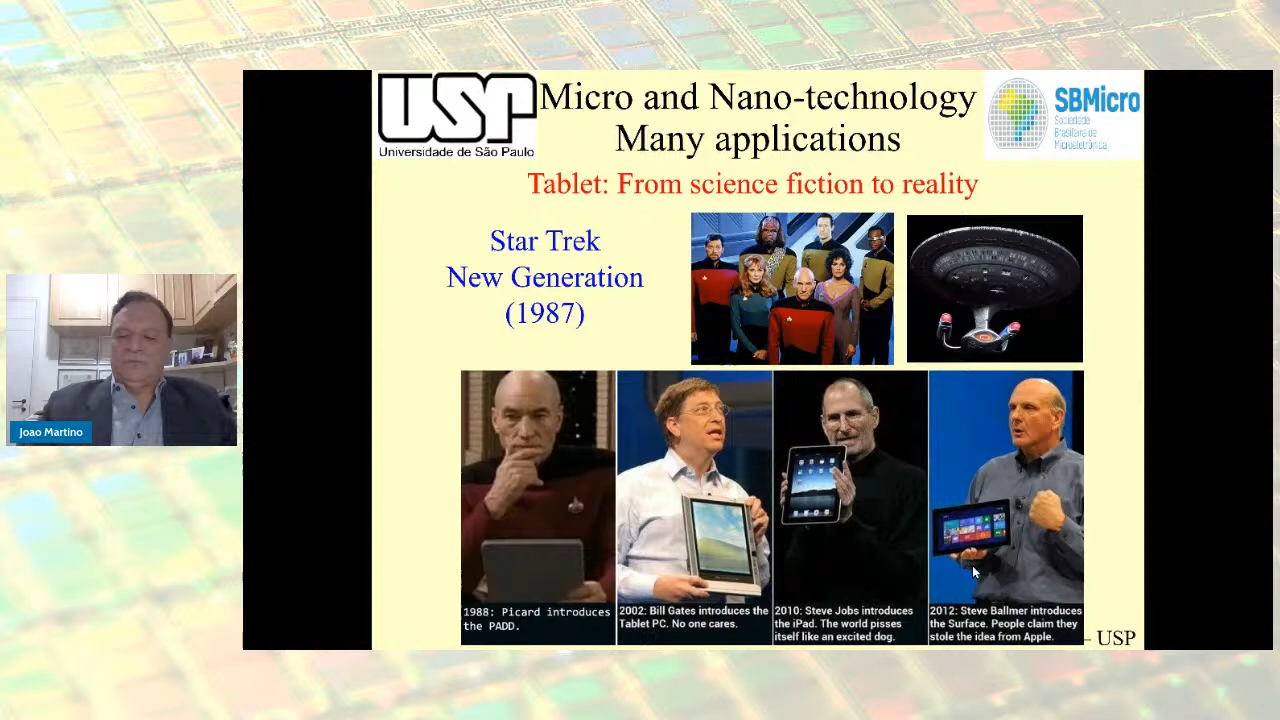 USP
Universidade de São Paulo
Micro and Nano-technology
Many applications
SBMicro
Sociedade
Brasileira de
Microeletrônica
Tablet: From science fiction to reality
Star Trek
New Generation
(1987)
Joao Martino
1988: Picard introduces
the PADD.
2002: Bill Gates introduces the
Tablet PC. No one cares.
2010: Steve Jobs introduces
the iPad. The world pisses
itself like an excited dog.
2012: Steve Ballmer introduces
the Surface. People claim they
stole the idea from Apple.
– USP